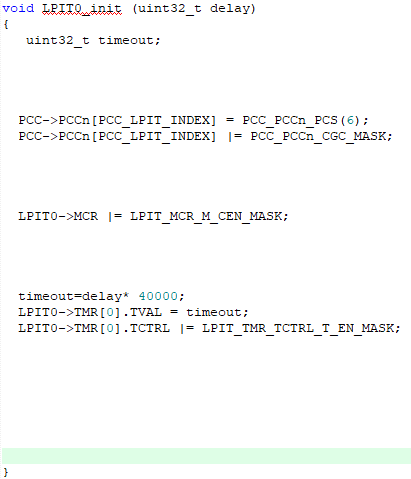 void LPIT0_init (uint32_t delay)
{
uint32_t timeout;
PCC->PCCn[PCC_LPIT_INDEX] = PCC_PCCn_PCS(6);
PCC->PCCn[PCC_LPIT_INDEX] |= PCC_PCCn_CGC_MASK;
LPIT0->MCR |= LPIT_MCR_M_CEN_MASK;
timeout=delay* 40000;
LPIT0->TMR[0].TVAL = timeout;
LPIT0->TMR[0].TCTRL |= LPIT_TMR_TCTRL_T_EN_MASK;
}